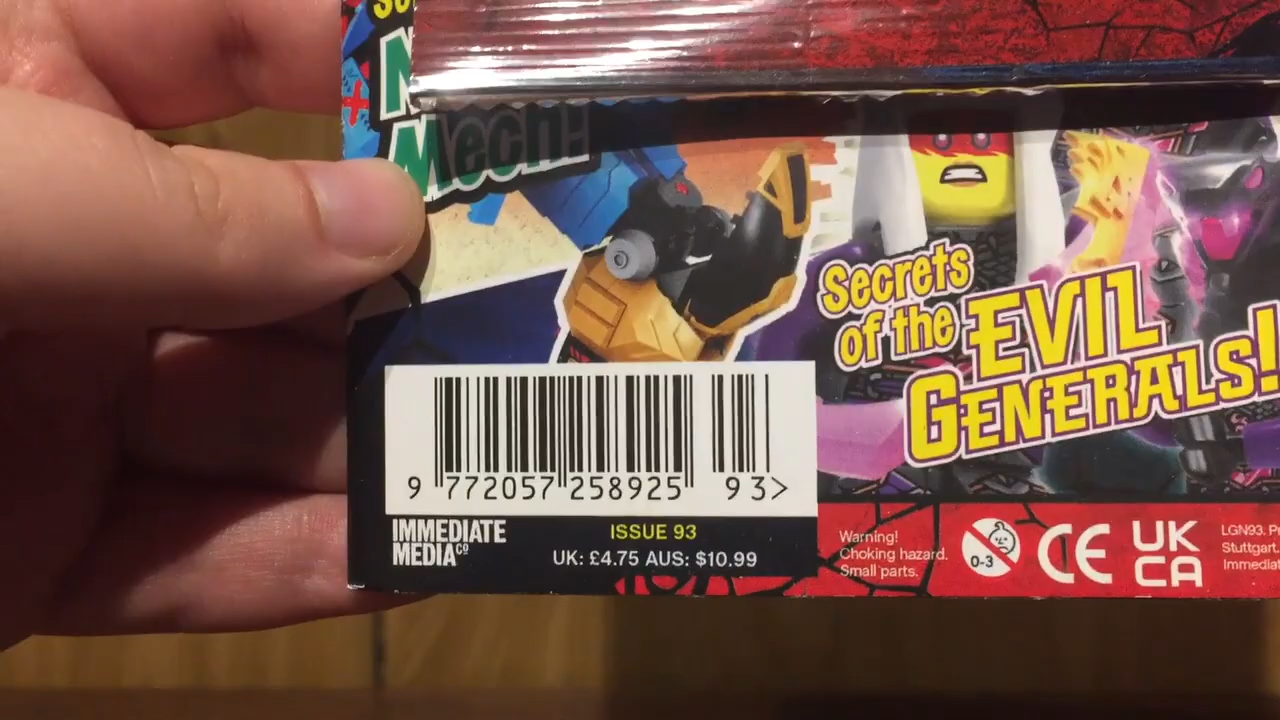 Mech!
Secrets
of the EVIL
GENERALS!
9 772057 258925 93>
IMMEDIATE
MEDIA CO
ISSUE 93
UK: £4.75 AUS: $10.99
Warning!
Choking hazard.
Small parts.
0-3
CE
UK
CA
LGN93.
Stuttgart.